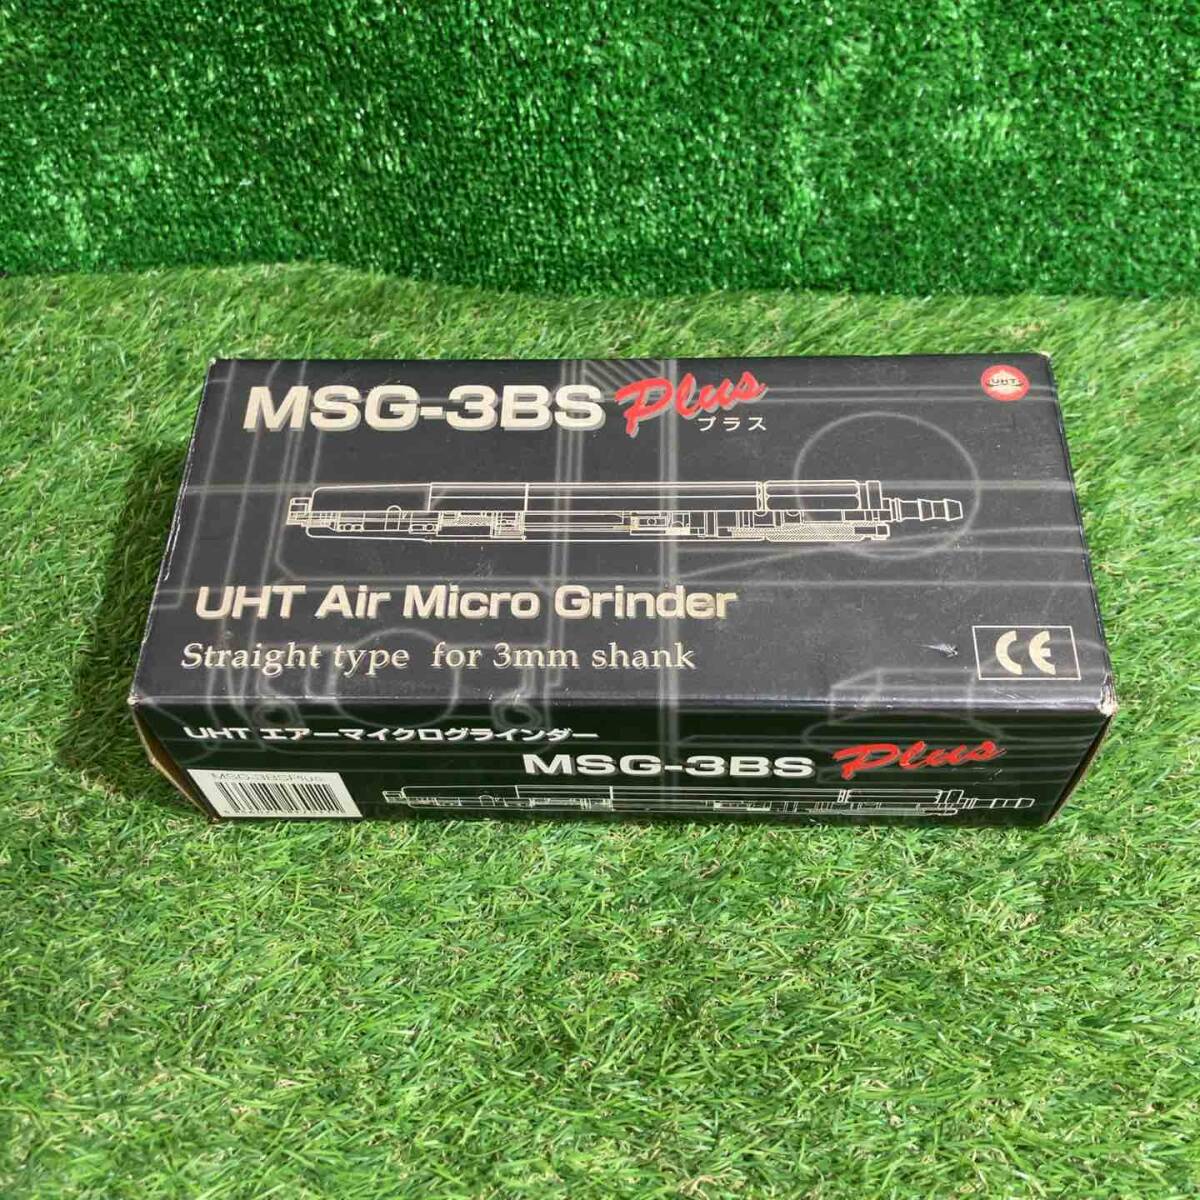 MSG-3BS Plus
プラス
UHT
UHT Air Micro Grinder
Straight type for 3mm shank
CE
UHT エアーマイクログラインダー
MSG-3BS Plus
MSG-3BSPlus